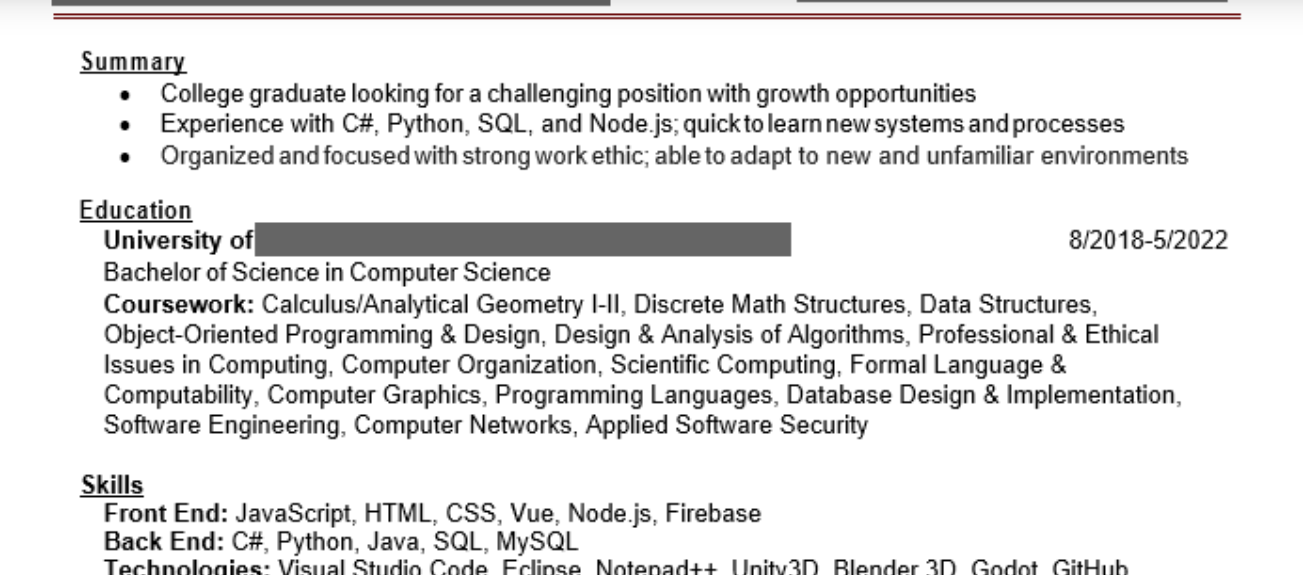 Summary
• College graduate looking for a challenging position with growth opportunities
• Experience with C#, Python, SQL, and Node.js; quick to learn new systems and processes
• Organized and focused with strong work ethic; able to adapt to new and unfamiliar environments
Education
University of 8/2018-5/2022
Bachelor of Science in Computer Science
Coursework: Calculus/Analytical Geometry I-II, Discrete Math Structures, Data Structures,
Object-Oriented Programming & Design, Design & Analysis of Algorithms, Professional & Ethical
Issues in Computing, Computer Organization, Scientific Computing, Formal Language &
Computability, Computer Graphics, Programming Languages, Database Design & Implementation,
Software Engineering, Computer Networks, Applied Software Security
Skills
Front End: JavaScript, HTML, CSS, Vue, Node.js, Firebase
Back End: C#, Python, Java, SQL, MySQL
Technologies: Visual Studio Code, Eclipse, Notepad++, Unity3D, Blender 3D, Godot, GitHub